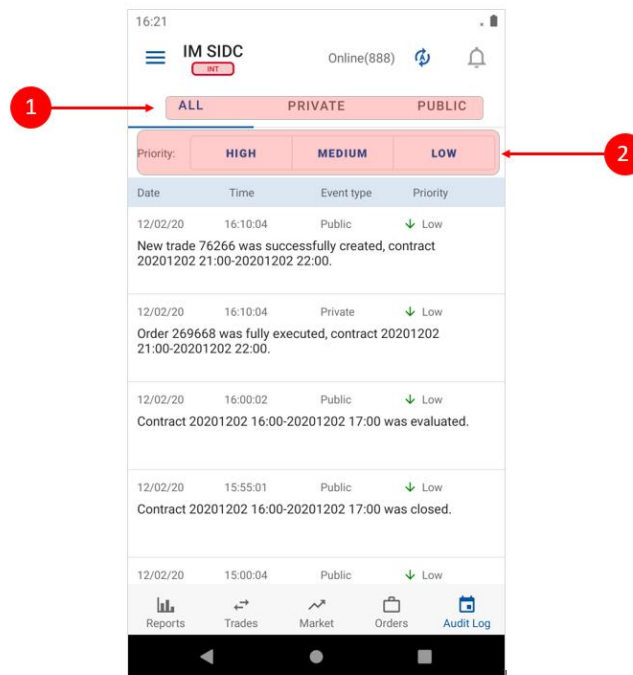 16:21
IM SIDC
INT
Online(888)
1
ALL PRIVATE PUBLIC
Priority: HIGH MEDIUM LOW
2
Date Time Event type Priority
12/02/20 16:10:04 Public Low
New trade 76266 was successfully created, contract
20201202 21:00-20201202 22:00.
12/02/20 16:10:04 Private Low
Order 269668 was fully executed, contract 20201202
21:00-20201202 22:00.
12/02/20 16:00:02 Public Low
Contract 20201202 16:00-20201202 17:00 was evaluated.
12/02/20 15:55:01 Public Low
Contract 20201202 16:00-20201202 17:00 was closed.
12/02/20 15:00:04 Public Low
Reports Trades Market Orders Audit Log